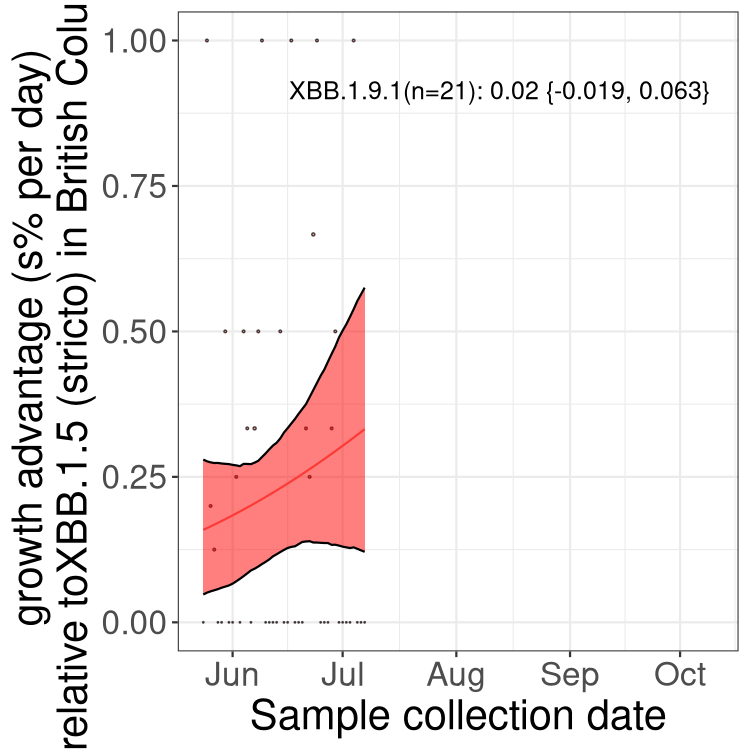 growth advantage (s% per day)
relative toXBB.1.5 (stricto) in British Colu
1.00
0.75
0.50
0.25
0.00
XBB.1.9.1(n=21): 0.02 {-0.019, 0.063}
Jun Jul Aug Sep Oct
Sample collection date